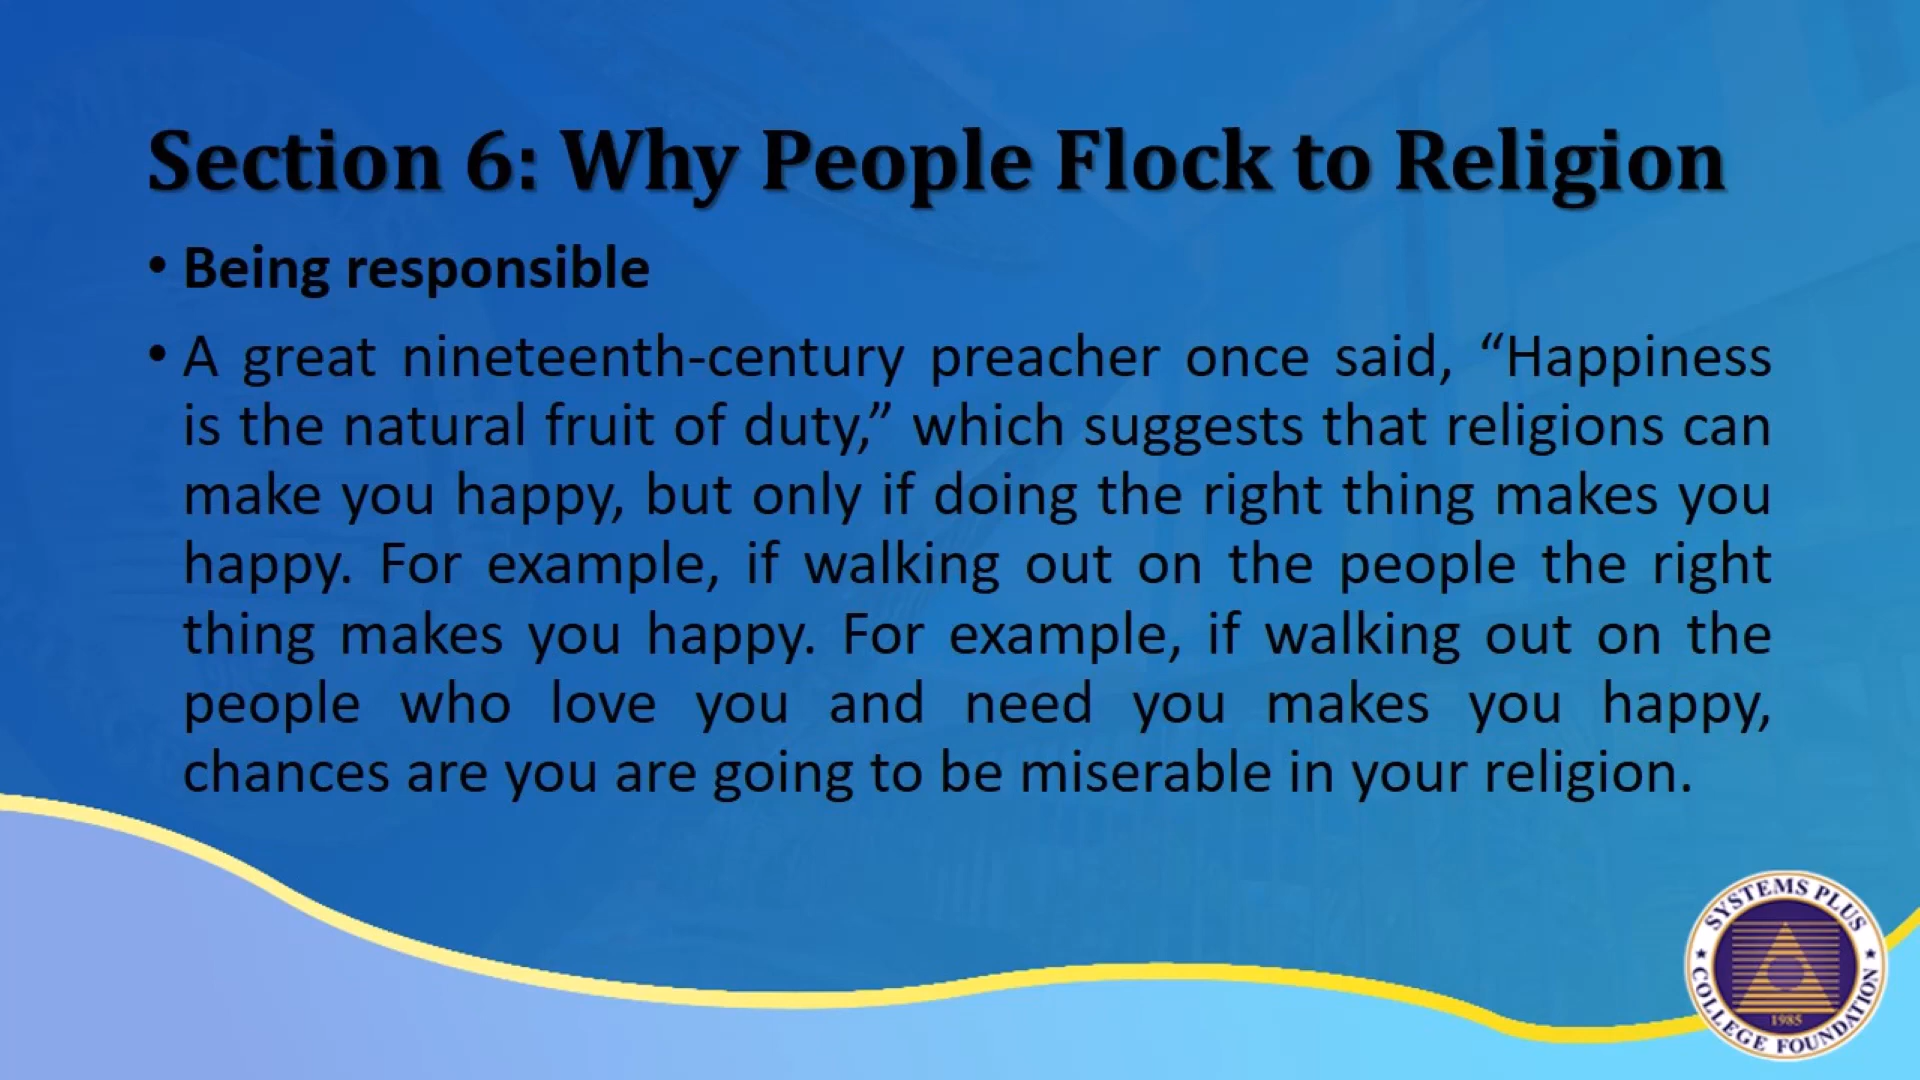 Section 6: Why People Flock to Religion
• Being responsible
• A great nineteenth-century preacher once said, “Happiness
is the natural fruit of duty,” which suggests that religions can
make you happy, but only if doing the right thing makes you
happy. For example, if walking out on the people the right
thing makes you happy. For example, if walking out on the
people who love you and need you makes you happy,
chances are you are going to be miserable in your religion.
SYSTEMS PLUS
COLLEGE FOUNDATION
1985